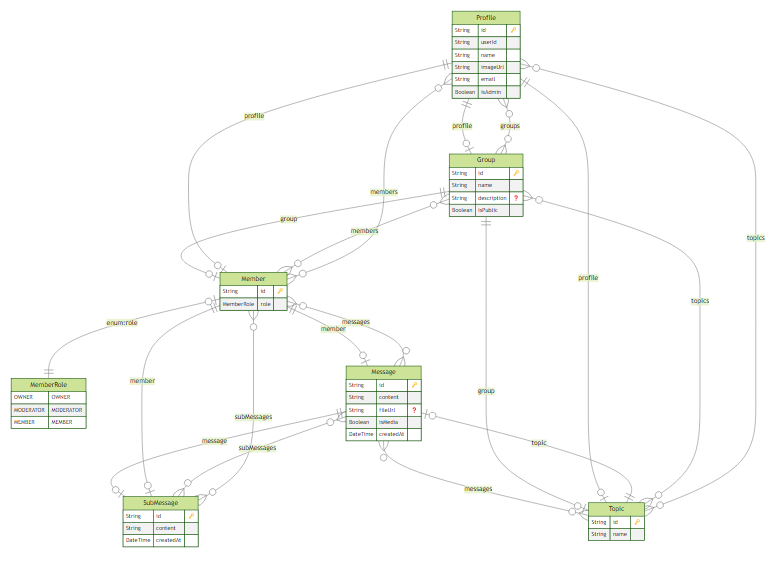 Profile
String id 🔑
String userId
String name
String imageUrl
String email
Boolean isAdmin
profile
profile
groups
Group
String id 🔑
String name
String description ❓
Boolean isPublic
members
group
members
topics
Member
String id 🔑
MemberRole role
profile
topics
enum:role
messages
member
MemberRole
OWNER OWNER
MODERATOR MODERATOR
MEMBER MEMBER
member
Message
String id 🔑
String content
String fileUrl ❓
Boolean isMedia
DateTime createdAt
group
subMessages
message
subMessages
topic
messages
SubMessage
String id 🔑
String content
DateTime createdAt
Topic
String id 🔑
String name